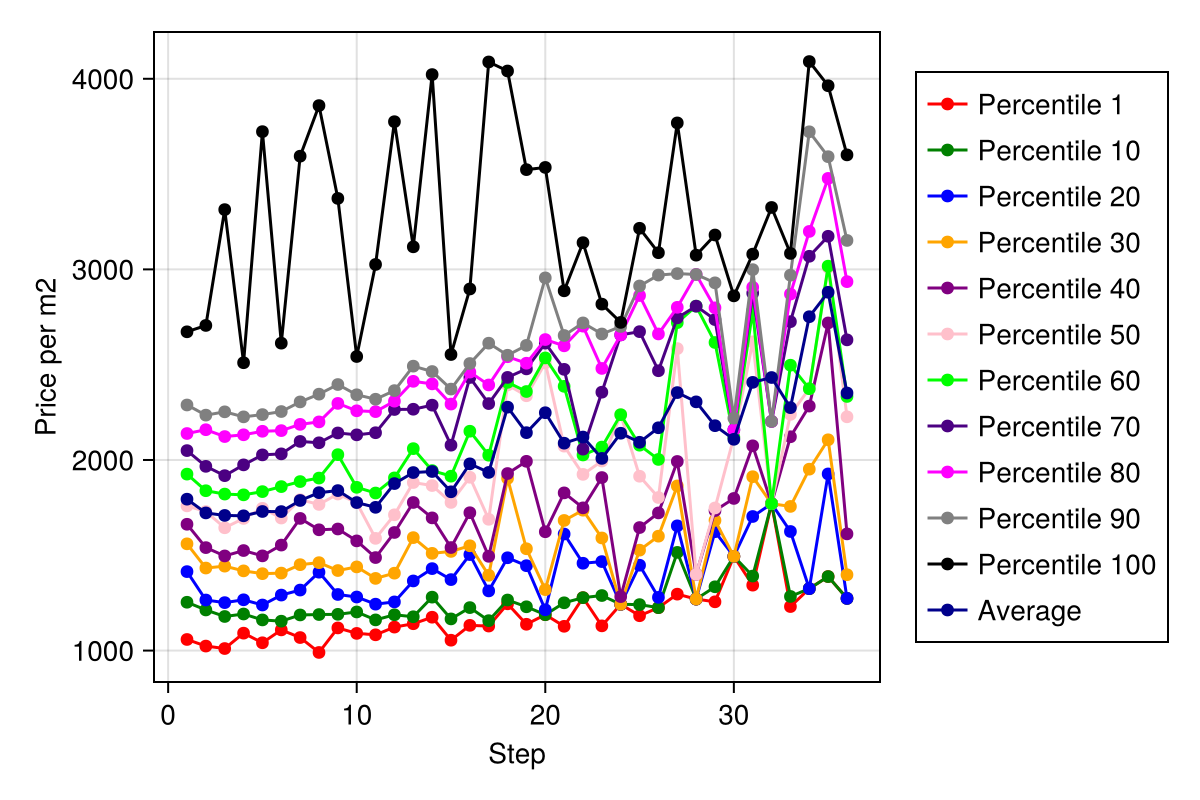 4000
3000
2000
1000
Price per m2
0 10 20 30
Step
Percentile 1
Percentile 10
Percentile 20
Percentile 30
Percentile 40
Percentile 50
Percentile 60
Percentile 70
Percentile 80
Percentile 90
Percentile 100
Average